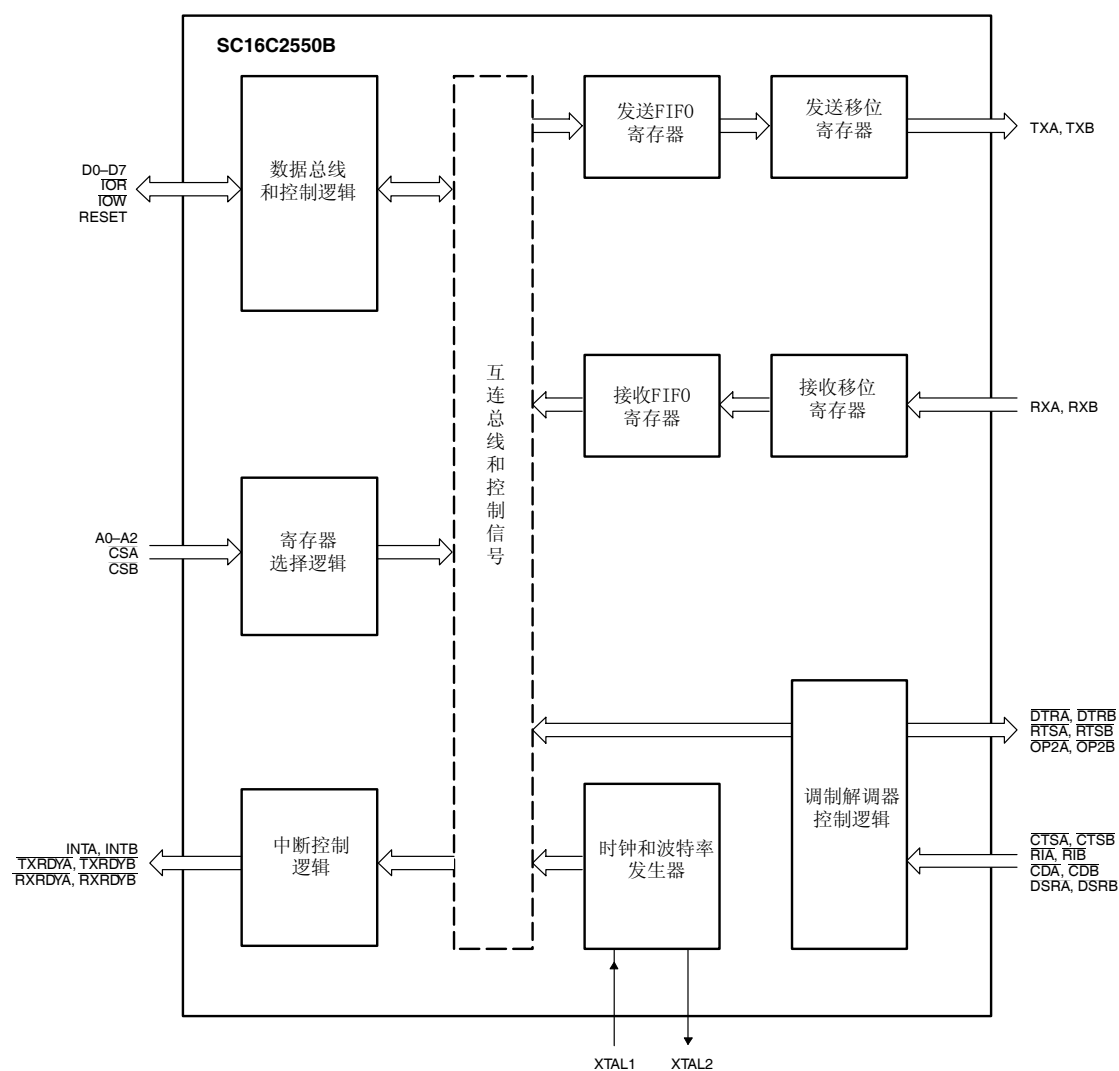 SC16C2550B
发送FIFO
寄存器
发送移位
寄存器
TXA, TXB
D0–D7
IOR
IOW
RESET
数据总线
和控制逻辑
互连总线和控制信号
接收FIFO
寄存器
接收移位
寄存器
RXA, RXB
A0–A2
CSA
CSB
寄存器
选择逻辑
DTRA, DTRB
RTSA, RTSB
OP2A, OP2B
调制解调器
控制逻辑
CTSA, CTSB
RIA, RIB
CDA, CDB
DSRA, DSRB
INTA, INTB
TXRDYA, TXRDYB
RXRDYA, RXRDYB
中断控制
逻辑
时钟和波特率
发生器
XTAL1
XTAL2